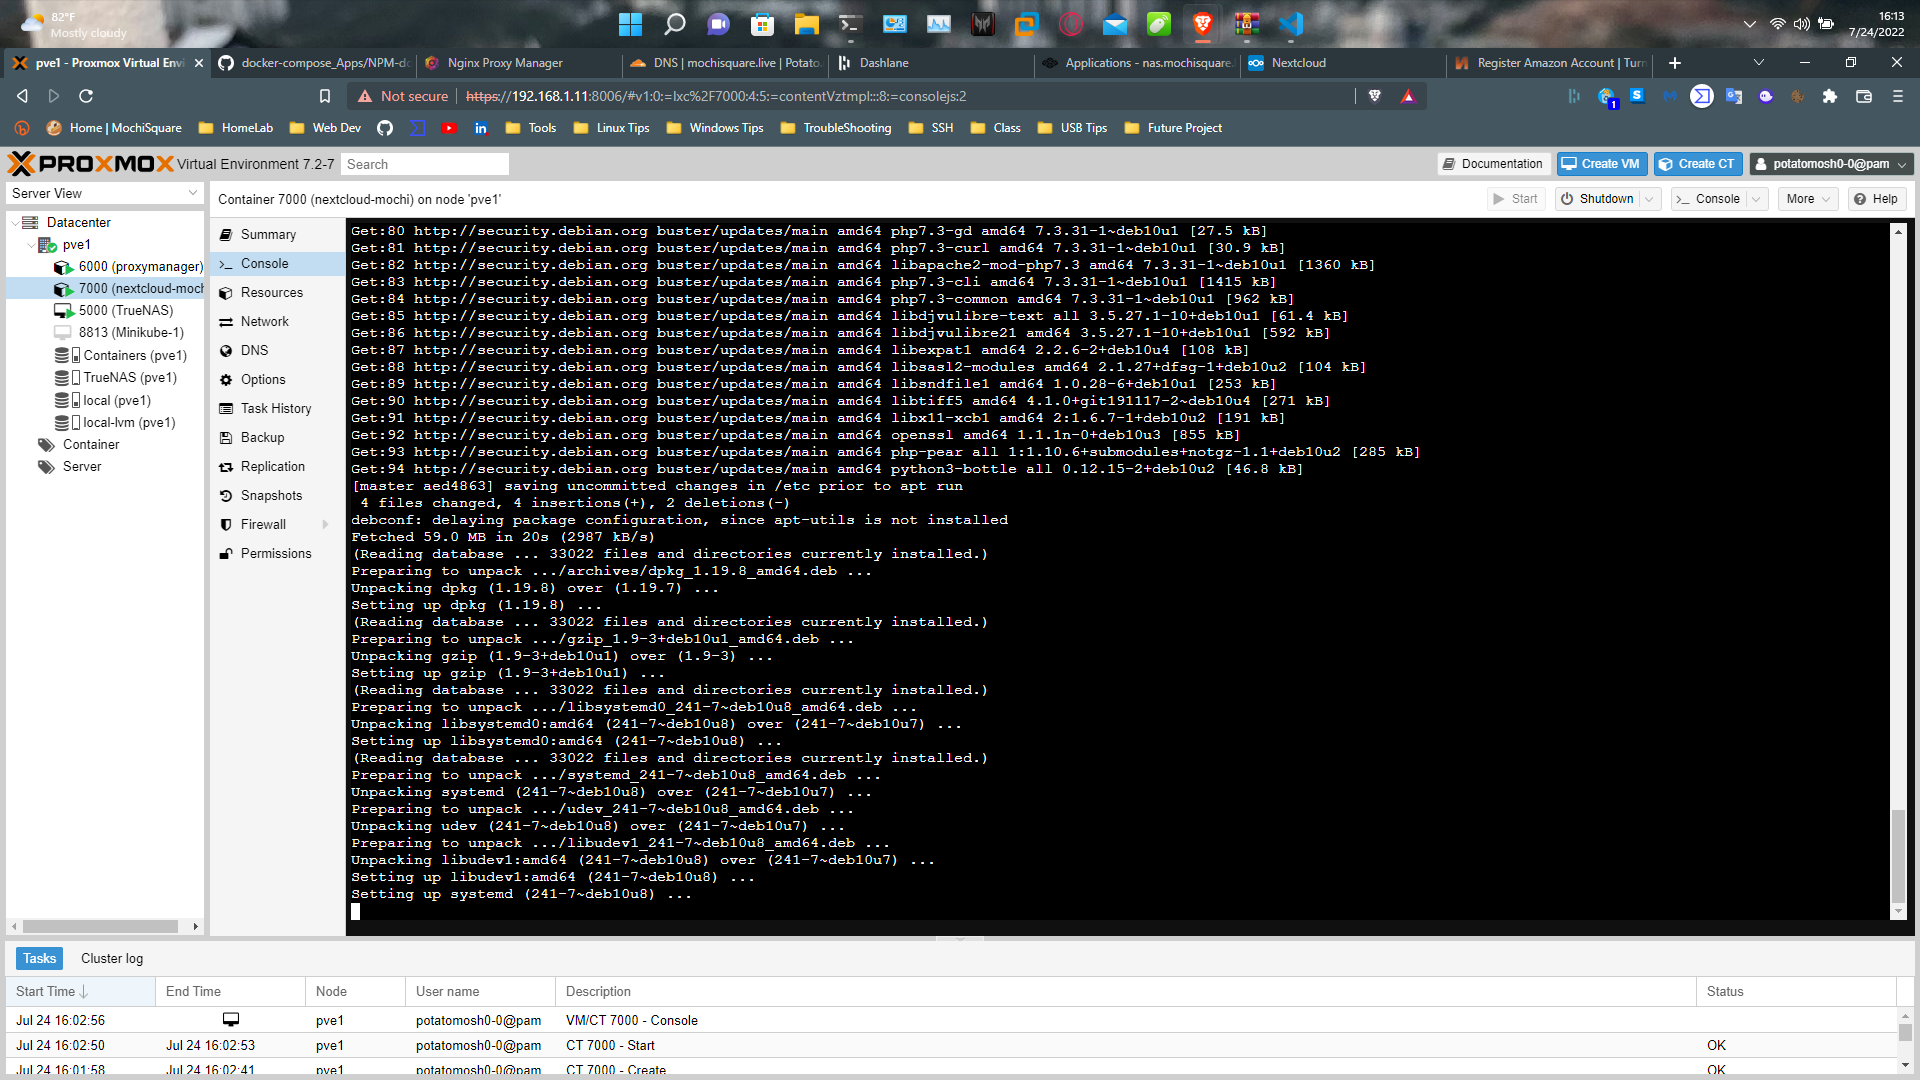 82°F
Mostly cloudy
16:13
7/24/2022
pve1 - Proxmox Virtual Envi
docker-compose_Apps/NPM-do
Nginx Proxy Manager
DNS | mochisquare.live | Potato.
Dashlane
Applications - nas.mochisquare.l
Nextcloud
Register Amazon Account | Turn
Not secure
https://192.168.1.11:8006/#v1:0:=lxc%2F7000:4:5:=contentVztmpl:::8:=consolejs:2
1
Home | MochiSquare
HomeLab
Web Dev
Tools
Linux Tips
Windows Tips
TroubleShooting
SSH
Class
USB Tips
Future Project
PROXMOX
Virtual Environment 7.2-7
Search
Documentation
Create VM
Create CT
potatomosh0-0@pam
Server View
Container 7000 (nextcloud-mochi) on node 'pve1'
Start
Shutdown
Console
More
Help
Datacenter
pve1
6000 (proxymanager)
7000 (nextcloud-moch
5000 (TrueNAS)
8813 (Minikube-1)
Containers (pve1)
TrueNAS (pve1)
local (pve1)
local-lvm (pve1)
Container
Server
Summary
Console
Resources
Network
DNS
Options
Task History
Backup
Replication
Snapshots
Firewall
Permissions
Get:80 http://security.debian.org buster/updates/main amd64 php7.3-gd amd64 7.3.31-1~deb10u1 [27.5 kB]
Get:81 http://security.debian.org buster/updates/main amd64 php7.3-curl amd64 7.3.31-1~deb10u1 [30.9 kB]
Get:82 http://security.debian.org buster/updates/main amd64 libapache2-mod-php7.3 amd64 7.3.31-1~deb10u1 [1360 kB]
Get:83 http://security.debian.org buster/updates/main amd64 php7.3-cli amd64 7.3.31-1~deb10u1 [1415 kB]
Get:84 http://security.debian.org buster/updates/main amd64 php7.3-common amd64 7.3.31-1~deb10u1 [962 kB]
Get:85 http://security.debian.org buster/updates/main amd64 libdjvulibre-text all 3.5.27.1-10+deb10u1 [61.4 kB]
Get:86 http://security.debian.org buster/updates/main amd64 libdjvulibre21 amd64 3.5.27.1-10+deb10u1 [592 kB]
Get:87 http://security.debian.org buster/updates/main amd64 libexpat1 amd64 2.2.6-2+deb10u4 [108 kB]
Get:88 http://security.debian.org buster/updates/main amd64 libsasl2-modules amd64 2.1.27+dfsg-1+deb10u2 [104 kB]
Get:89 http://security.debian.org buster/updates/main amd64 libsndfile1 amd64 1.0.28-6+deb10u1 [253 kB]
Get:90 http://security.debian.org buster/updates/main amd64 libtiff5 amd64 4.1.0+git191117-2~deb10u4 [271 kB]
Get:91 http://security.debian.org buster/updates/main amd64 libx11-xcb1 amd64 2:1.6.7-1+deb10u2 [191 kB]
Get:92 http://security.debian.org buster/updates/main amd64 openssl amd64 1.1.1n-0+deb10u3 [855 kB]
Get:93 http://security.debian.org buster/updates/main amd64 php-pear all 1:1.10.6+submodules+notgz-1.1+deb10u2 [285 kB]
Get:94 http://security.debian.org buster/updates/main amd64 python3-bottle all 0.12.15-2+deb10u2 [46.8 kB]
[master aed4863] saving uncommitted changes in /etc prior to apt run
4 files changed, 4 insertions(+), 2 deletions(-)
debconf: delaying package configuration, since apt-utils is not installed
Fetched 59.0 MB in 20s (2987 kB/s)
(Reading database ... 33022 files and directories currently installed.)
Preparing to unpack .../archives/dpkg_1.19.8_amd64.deb ...
Unpacking dpkg (1.19.8) over (1.19.7) ...
Setting up dpkg (1.19.8) ...
(Reading database ... 33022 files and directories currently installed.)
Preparing to unpack .../gzip_1.9-3+deb10u1_amd64.deb ...
Unpacking gzip (1.9-3+deb10u1) over (1.9-3) ...
Setting up gzip (1.9-3+deb10u1) ...
(Reading database ... 33022 files and directories currently installed.)
Preparing to unpack .../libsystemd0_241-7~deb10u8_amd64.deb ...
Unpacking libsystemd0:amd64 (241-7~deb10u8) over (241-7~deb10u7) ...
Setting up libsystemd0:amd64 (241-7~deb10u8) ...
(Reading database ... 33022 files and directories currently installed.)
Preparing to unpack .../systemd_241-7~deb10u8_amd64.deb ...
Unpacking systemd (241-7~deb10u8) over (241-7~deb10u7) ...
Preparing to unpack .../udev_241-7~deb10u8_amd64.deb ...
Unpacking udev (241-7~deb10u8) over (241-7~deb10u7) ...
Preparing to unpack .../libudev1_241-7~deb10u8_amd64.deb ...
Unpacking libudev1:amd64 (241-7~deb10u8) over (241-7~deb10u7) ...
Setting up libudev1:amd64 (241-7~deb10u8) ...
Setting up systemd (241-7~deb10u8) ...
Tasks
Cluster log
Start Time
End Time
Node
User name
Description
Status
Jul 24 16:02:56
pve1
potatomosh0-0@pam
VM/CT 7000 - Console
Jul 24 16:02:50
Jul 24 16:02:53
pve1
potatomosh0-0@pam
CT 7000 - Start
OK
Jul 24 16:01:58
Jul 24 16:02:41
pve1
potatomosh0-0@pam
CT 7000 - Create
OK